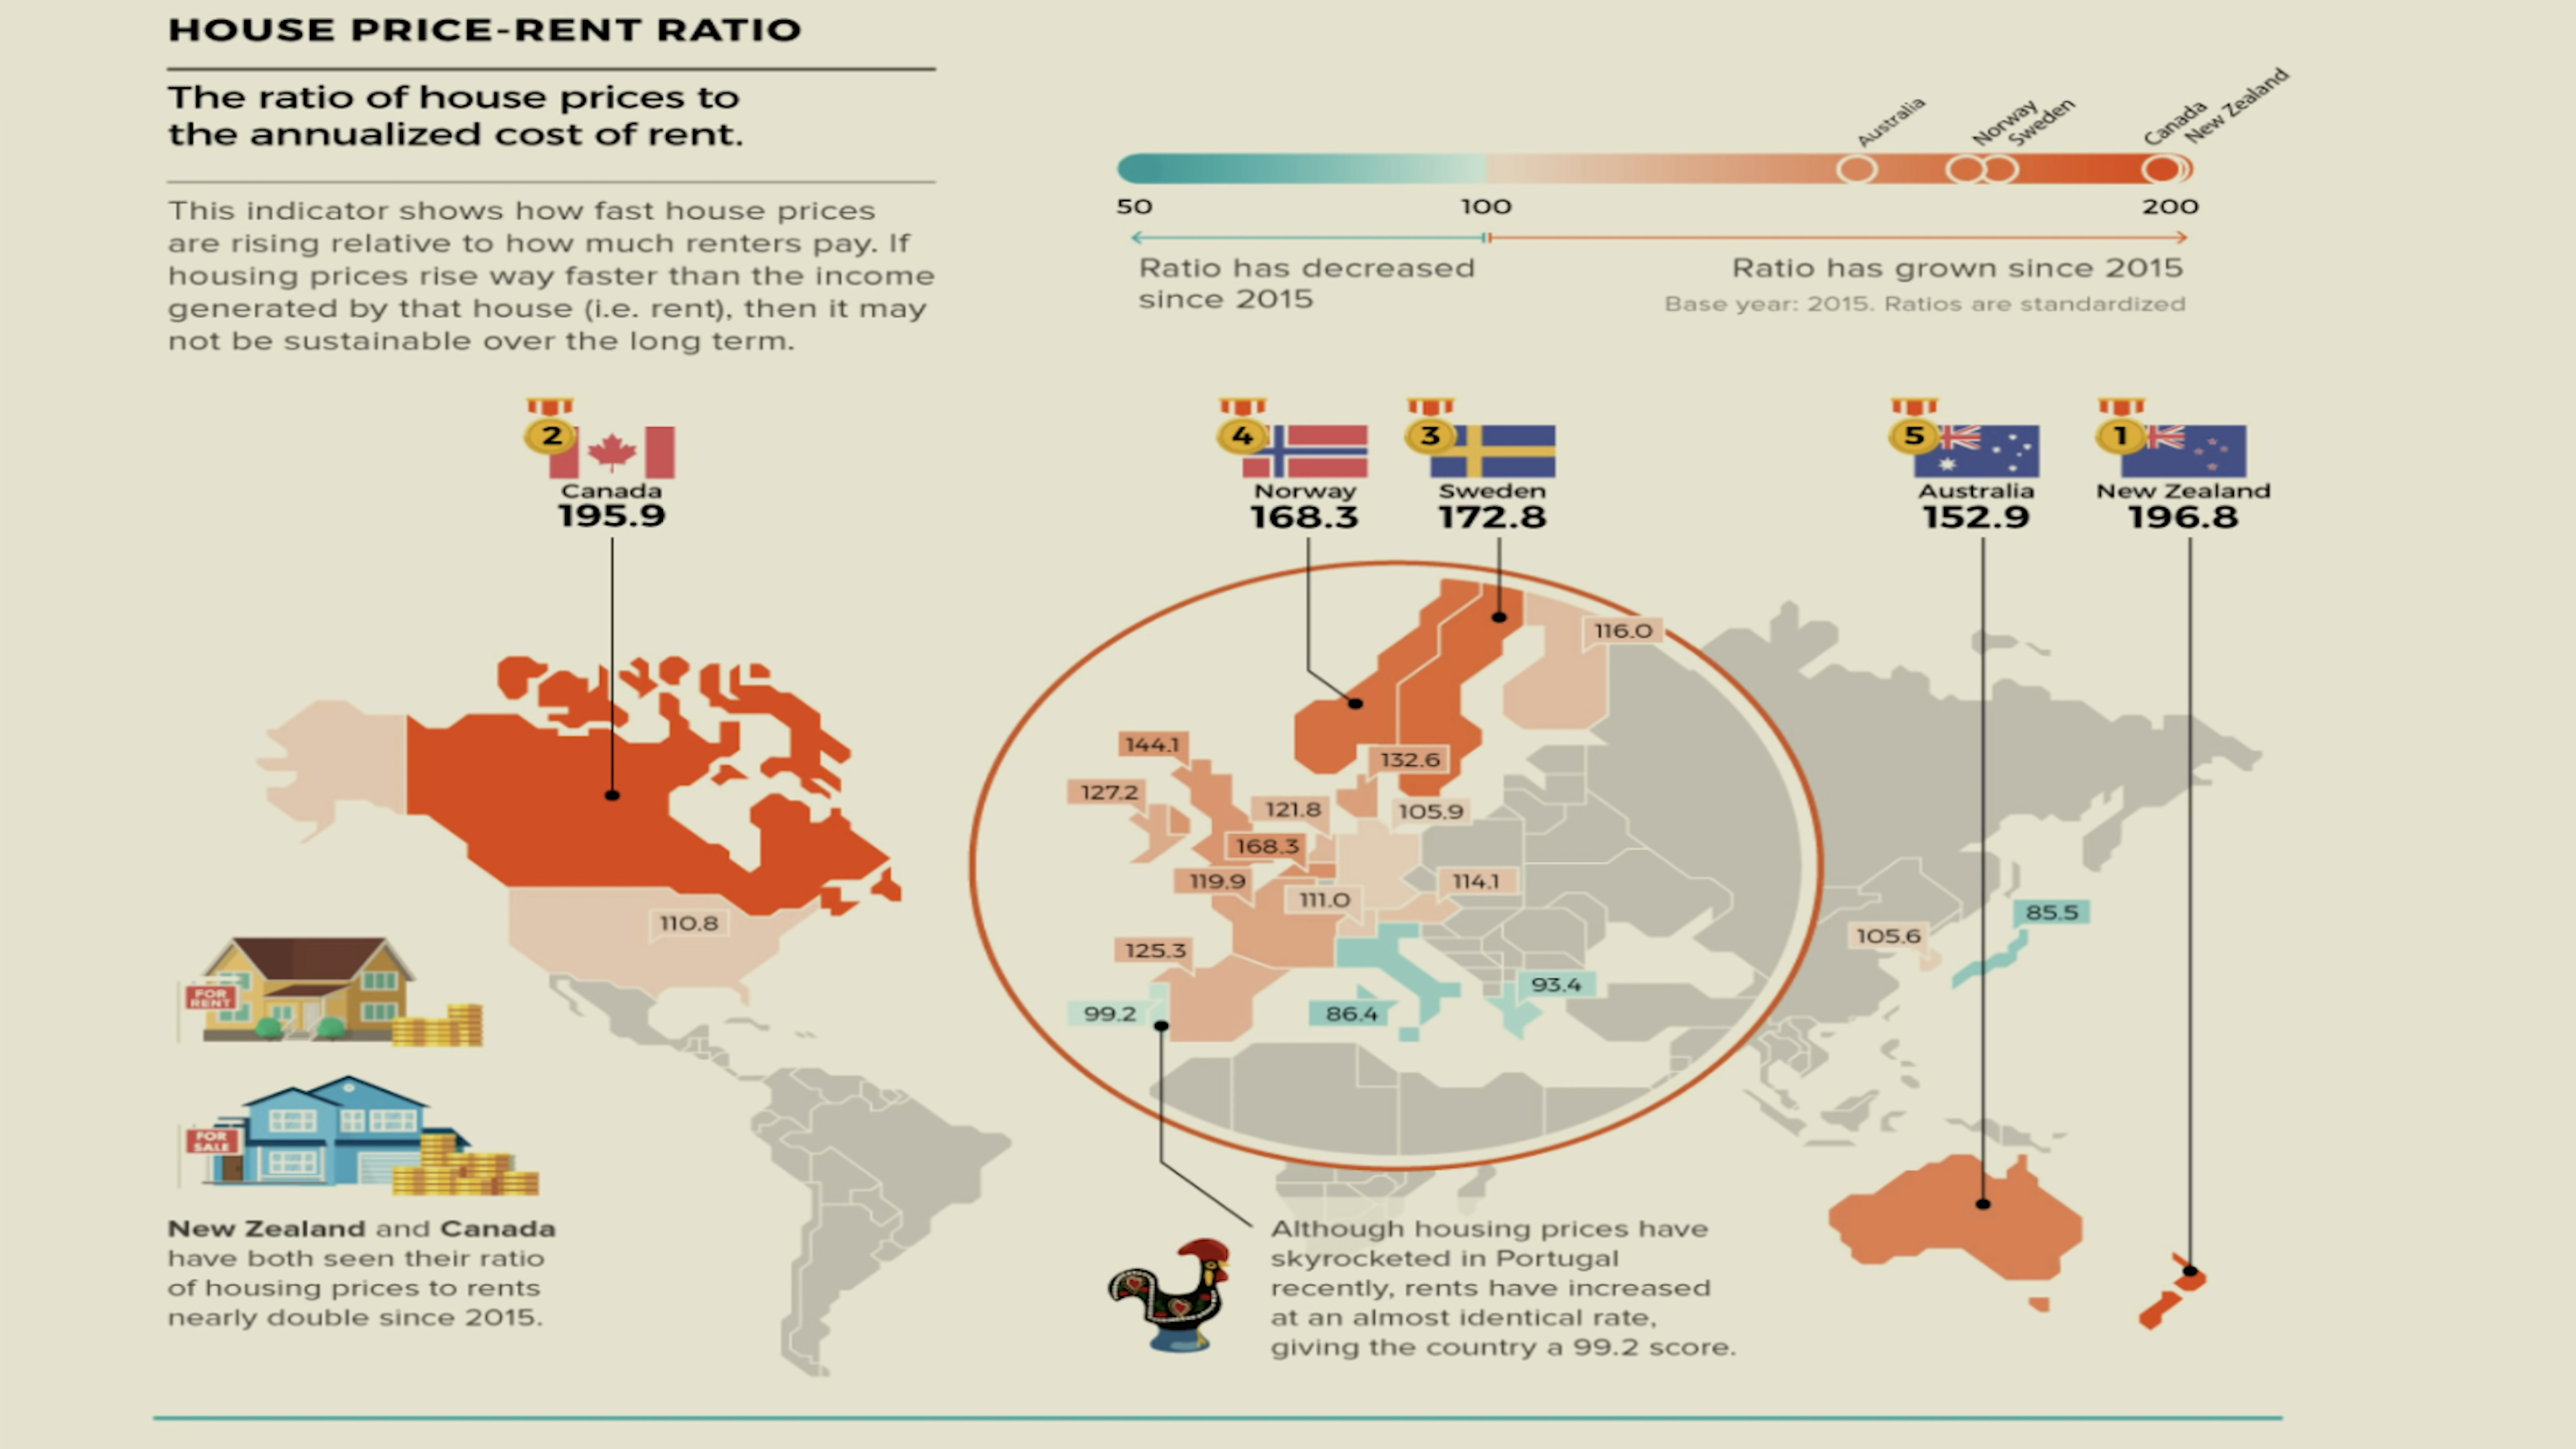 HOUSE PRICE-RENT RATIO
The ratio of house prices to
the annualized cost of rent.
This indicator shows how fast house prices
are rising relative to how much renters pay. If
housing prices rise way faster than the income
generated by that house (i.e. rent), then it may
not be sustainable over the long term.
Australia
Norway
Sweden
Canada
New Zealand
50
100
200
Ratio has decreased
since 2015
Ratio has grown since 2015
Base year: 2015. Ratios are standardized
2
Canada
195.9
4
Norway
168.3
3
Sweden
172.8
5
Australia
152.9
1
New Zealand
196.8
116.0
144.1
132.6
127.2
121.8
105.9
168.3
119.9
111.0
114.1
110.8
125.3
99.2
86.4
93.4
105.6
85.5
FOR
RENT
FOR
SALE
New Zealand and Canada
have both seen their ratio
of housing prices to rents
nearly double since 2015.
Although housing prices have
skyrocketed in Portugal
recently, rents have increased
at an almost identical rate,
giving the country a 99.2 score.